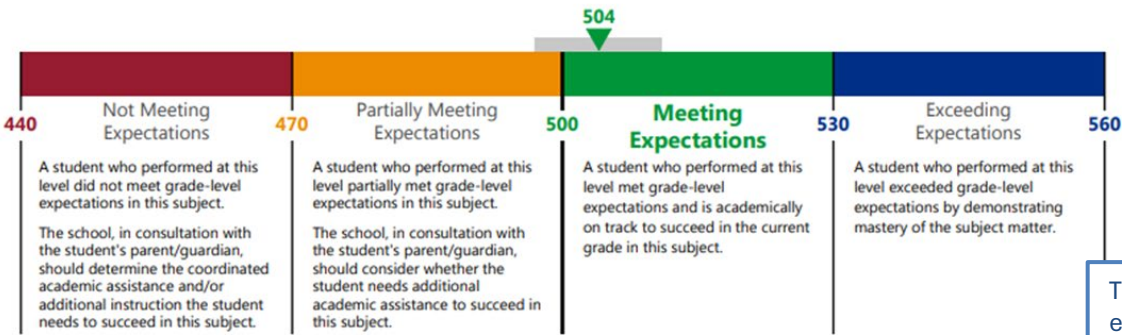 504
440
Not Meeting
Expectations
470
Partially Meeting
Expectations
500
Meeting
Expectations
530
Exceeding
Expectations
560
A student who performed at this
level did not meet grade-level
expectations in this subject.
The school, in consultation with
the student's parent/guardian,
should determine the coordinated
academic assistance and/or
additional instruction the student
needs to succeed in this subject.
A student who performed at this
level partially met grade-level
expectations in this subject.
The school, in consultation with
the student's parent/guardian,
should consider whether the
student needs additional
academic assistance to succeed in
this subject.
A student who performed at this
level met grade-level
expectations and is academically
on track to succeed in the current
grade in this subject.
A student who performed at this
level exceeded grade-level
expectations by demonstrating
mastery of the subject matter.